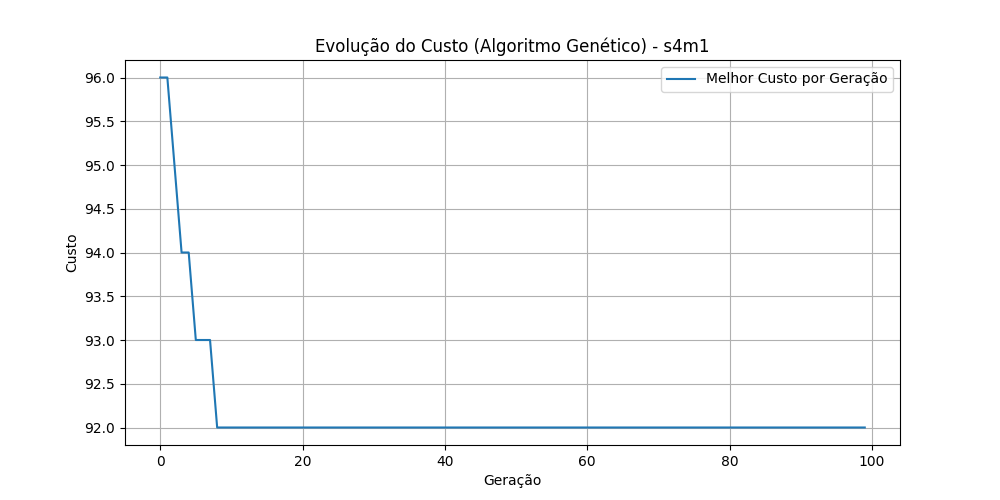 Evolução do Custo (Algoritmo Genético) - s4m1
Melhor Custo por Geração
96.0
95.5
95.0
94.5
94.0
93.5
93.0
92.5
92.0
Custo
0 20 40 60 80 100
Geração